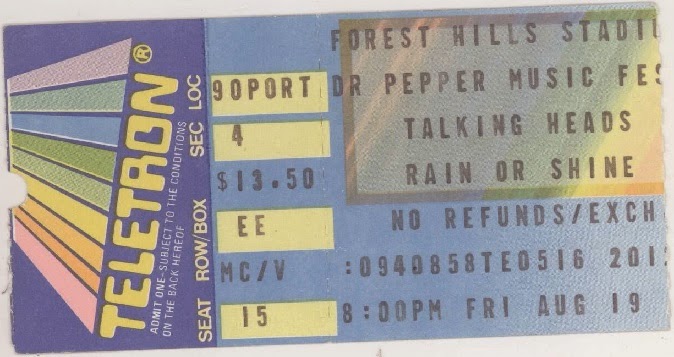 TELETRON®
ADMIT ONE-SUBJECT TO THE CONDITIONS
ON THE BACK HEREOF
SEAT ROW/BOX SEC LOC
90PORT
4
$13.50
EE
MC/V
15
FOREST HILLS STADIU
DR PEPPER MUSIC FES
TALKING HEADS
RAIN OR SHINE
NO REFUNDS/EXCH
:0940858TE0516 201
8:00PM FRI AUG 19